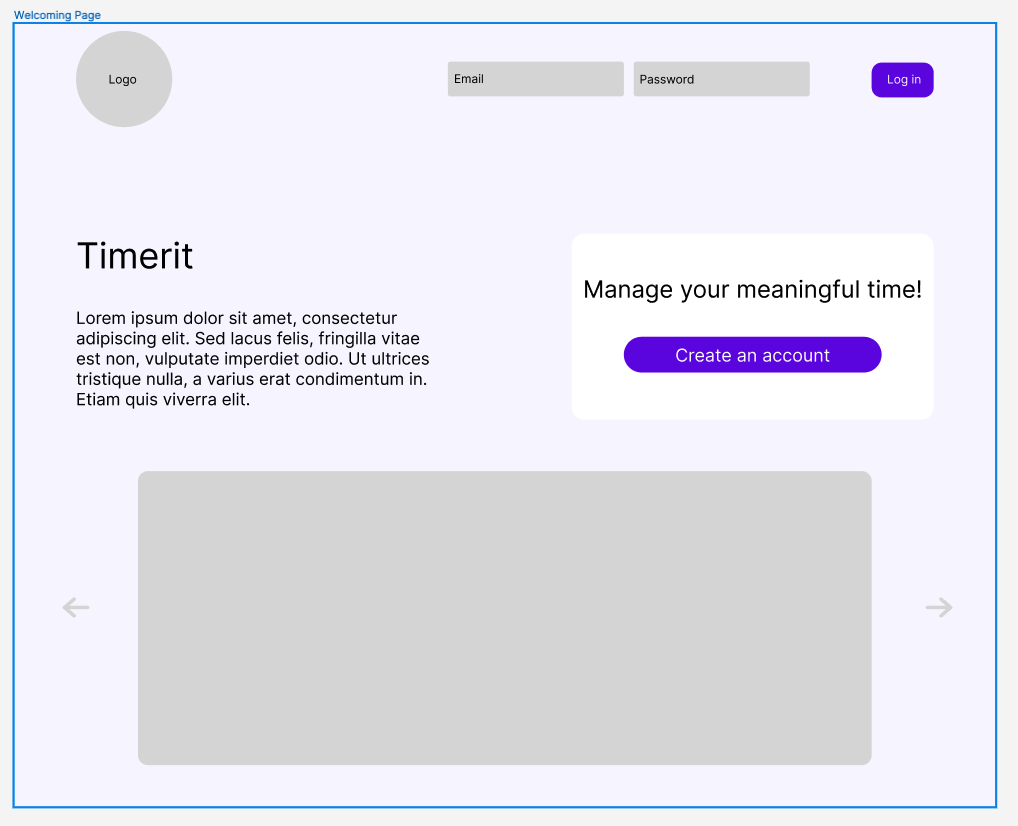 Welcoming Page
Logo
Email
Password
Log in
Timerit
Lorem ipsum dolor sit amet, consectetur
adipiscing elit. Sed lacus felis, fringilla vitae
est non, vulputate imperdiet odio. Ut ultrices
tristique nulla, a varius erat condimentum in.
Etiam quis viverra elit.
Manage your meaningful time!
Create an account